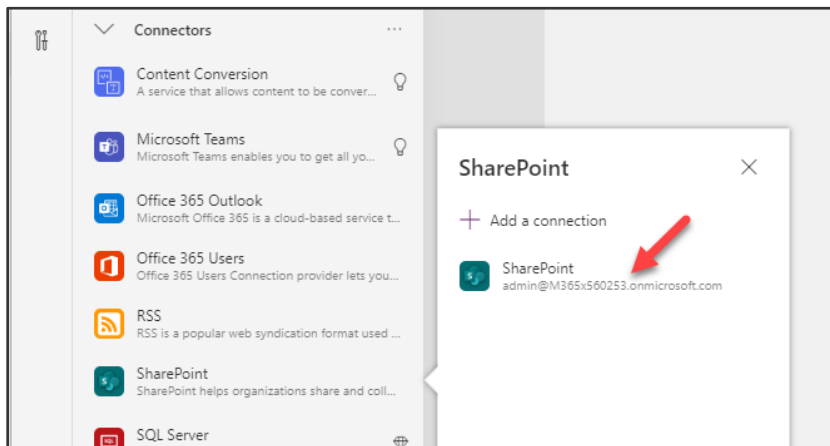 Connectors
...
Content Conversion
A service that allows content to be conver...
Microsoft Teams
Microsoft Teams enables you to get all yo...
Office 365 Outlook
Microsoft Office 365 is a cloud-based service t...
Office 365 Users
Office 365 Users Connection provider lets you...
RSS
RSS is a popular web syndication format used ...
SharePoint
SharePoint helps organizations share and coll...
SQL Server
SharePoint
Add a connection
SharePoint
admin@M365x560253.onmicrosoft.com